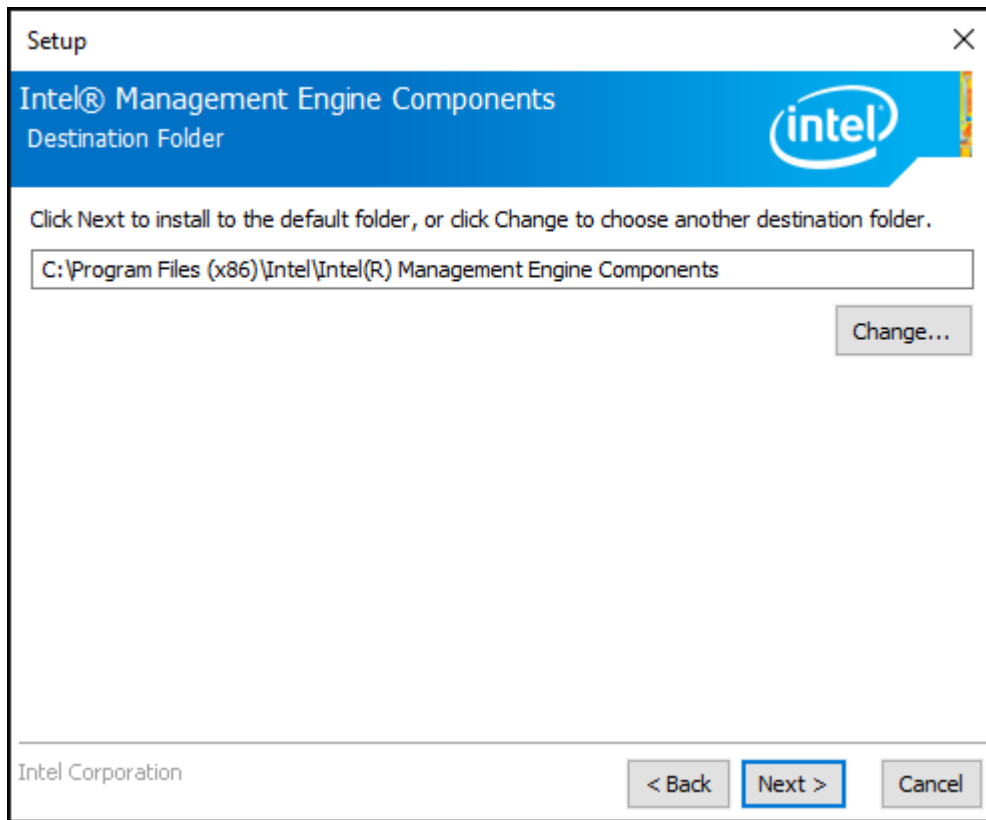 Setup
Intel® Management Engine Components
Destination Folder
intel
Click Next to install to the default folder, or click Change to choose another destination folder.
C:\Program Files (x86)\Intel\Intel(R) Management Engine Components
Change...
Intel Corporation
< Back
Next >
Cancel